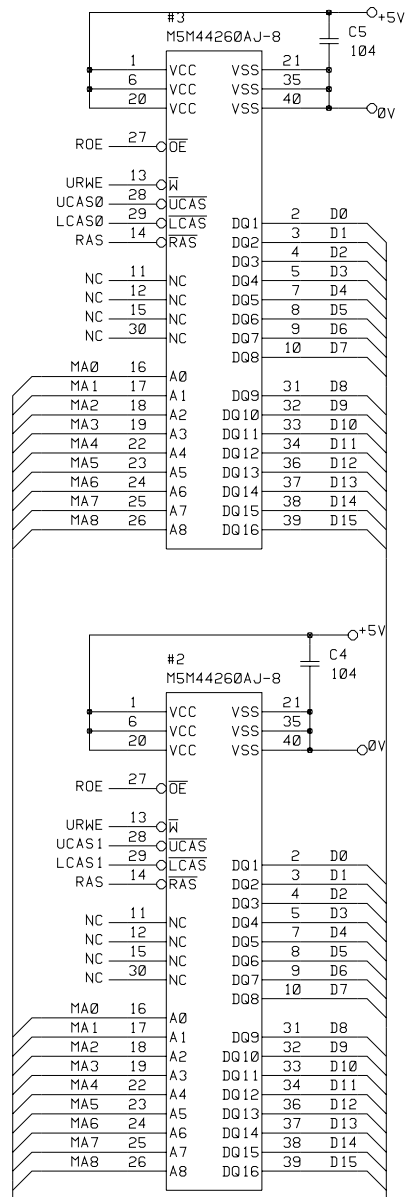 #3
M5M44260AJ-8
+5V
C5
104
1 VCC VSS 21
6 VCC VSS 35
20 VCC VSS 40 0V
ROE 27 OE
URWE 13 W
UCAS0 28 UCAS
LCAS0 29 LCAS DQ1 2 D0
RAS 14 RAS DQ2 3 D1
DQ3 4 D2
NC 11 NC DQ4 5 D3
NC 12 NC DQ5 7 D4
NC 15 NC DQ6 8 D5
NC 30 NC DQ7 9 D6
DQ8 10 D7
MA0 16 A0
MA1 17 A1 DQ9 31 D8
MA2 18 A2 DQ10 32 D9
MA3 19 A3 DQ11 33 D10
MA4 22 A4 DQ12 34 D11
MA5 23 A5 DQ13 36 D12
MA6 24 A6 DQ14 37 D13
MA7 25 A7 DQ15 38 D14
MA8 26 A8 DQ16 39 D15
+5V
#2
M5M44260AJ-8
C4
104
1 VCC VSS 21
6 VCC VSS 35
20 VCC VSS 40 0V
ROE 27 OE
URWE 13 W
UCAS1 28 UCAS
LCAS1 29 LCAS DQ1 2 D0
RAS 14 RAS DQ2 3 D1
DQ3 4 D2
NC 11 NC DQ4 5 D3
NC 12 NC DQ5 7 D4
NC 15 NC DQ6 8 D5
NC 30 NC DQ7 9 D6
DQ8 10 D7
MA0 16 A0
MA1 17 A1 DQ9 31 D8
MA2 18 A2 DQ10 32 D9
MA3 19 A3 DQ11 33 D10
MA4 22 A4 DQ12 34 D11
MA5 23 A5 DQ13 36 D12
MA6 24 A6 DQ14 37 D13
MA7 25 A7 DQ15 38 D14
MA8 26 A8 DQ16 39 D15